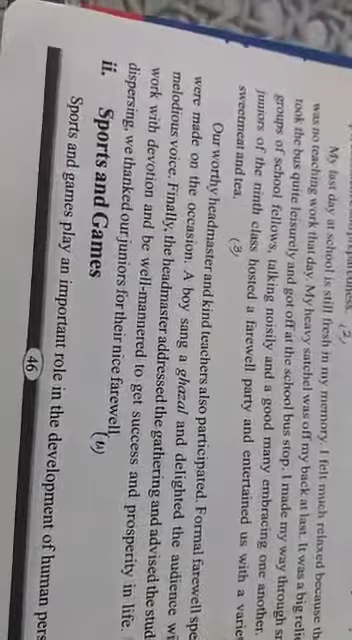 preparedness. (2)
My last day at school is still fresh in my memory. I felt much relaxed because
was no teaching work that day. My heavy satchel was off my back at last. It was a big
took the bus quite leisurely and got off at the school bus stop. I made my way through
groups of school fellows, talking noisily and a good many embracing one another.
juniors of the ninth class, hosted a farewell party and entertained us with a
sweetmeat and tea. (3)
Our worthy headmaster and kind teachers also participated. Formal farewell
were made on the occasion. A boy sang a ghazal and delighted the audience
melodious voice. Finally, the headmaster addressed the gathering and advised the
work with devotion and be well-mannered to get success and prosperity in life.
dispersing, we thanked our juniors for their nice farewell. (4)
ii. Sports and Games
Sports and games play an important role in the development of human
46